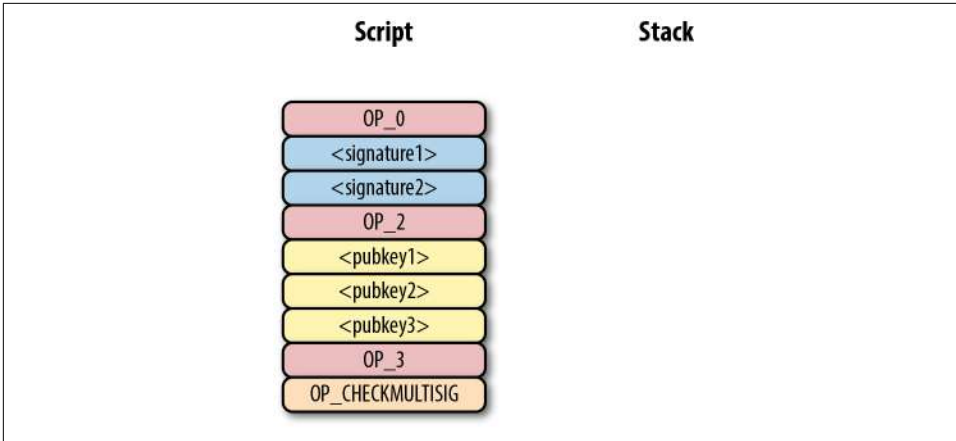 Script Stack
OP_0
<signature1>
<signature2>
OP_2
<pubkey1>
<pubkey2>
<pubkey3>
OP_3
OP_CHECKMULTISIG